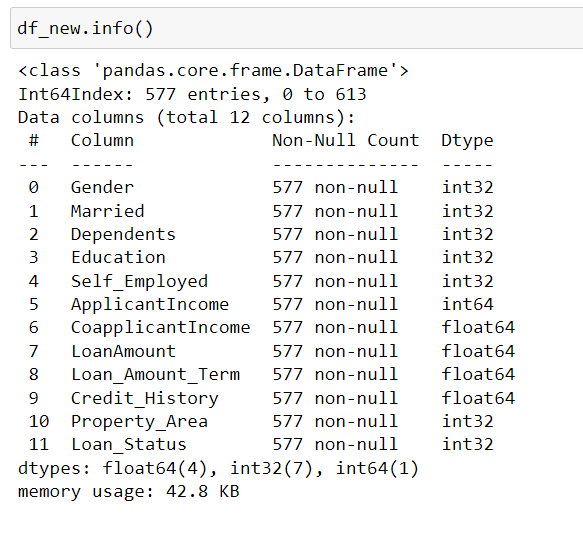 df_new.info()
<class 'pandas.core.frame.DataFrame'>
Int64Index: 577 entries, 0 to 613
Data columns (total 12 columns):
 #   Column             Non-Null Count  Dtype
---  ------             --------------  -----
 0   Gender             577 non-null    int32
 1   Married            577 non-null    int32
 2   Dependents         577 non-null    int32
 3   Education          577 non-null    int32
 4   Self_Employed      577 non-null    int32
 5   ApplicantIncome    577 non-null    int64
 6   CoapplicantIncome  577 non-null    float64
 7   LoanAmount         577 non-null    float64
 8   Loan_Amount_Term   577 non-null    float64
 9   Credit_History     577 non-null    float64
 10  Property_Area      577 non-null    int32
 11  Loan_Status        577 non-null    int32
dtypes: float64(4), int32(7), int64(1)
memory usage: 42.8 KB